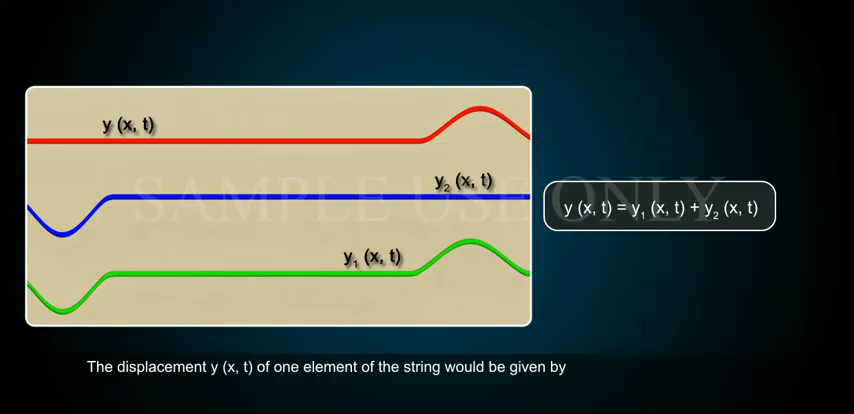 y (x, t)
y₂ (x, t)
SAMPLE USE ONLY
y (x, t) = y₁ (x, t) + y₂ (x, t)
y₁ (x, t)
The displacement y (x, t) of one element of the string would be given by